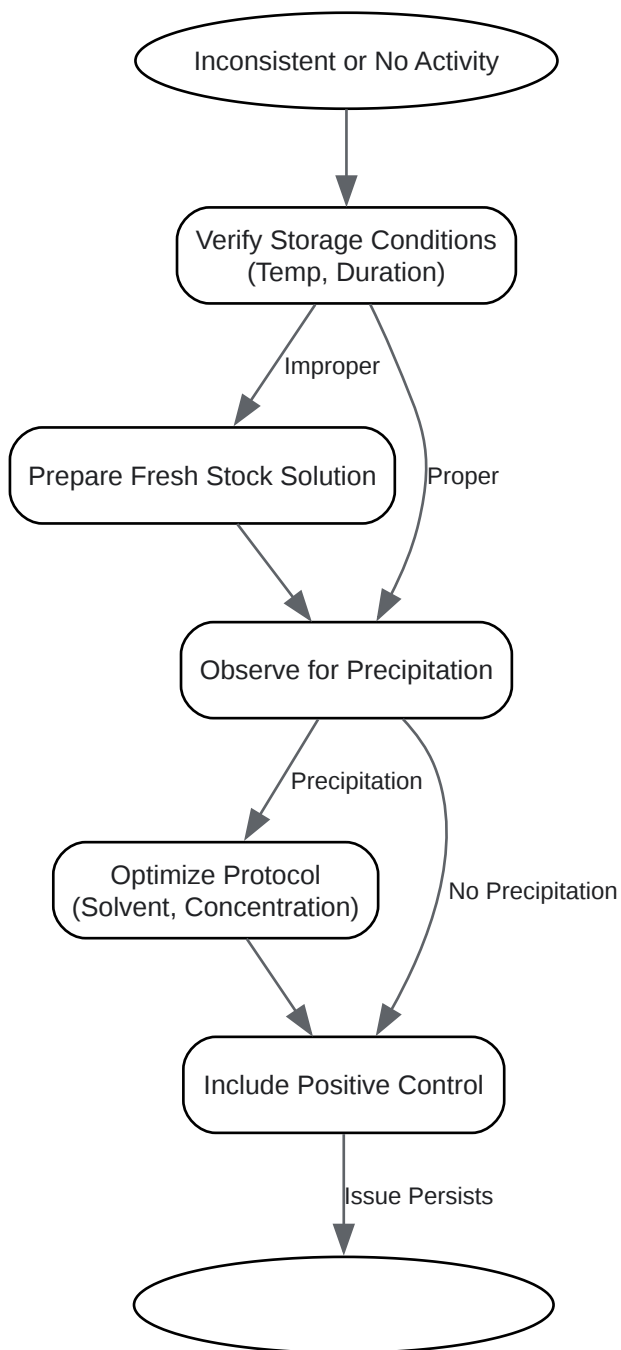 Inconsistent or No Activity
Verify Storage Conditions
(Temp, Duration)
Improper
Prepare Fresh Stock Solution
Proper
Observe for Precipitation
Precipitation
Optimize Protocol
(Solvent, Concentration)
No Precipitation
Include Positive Control
Issue Persists